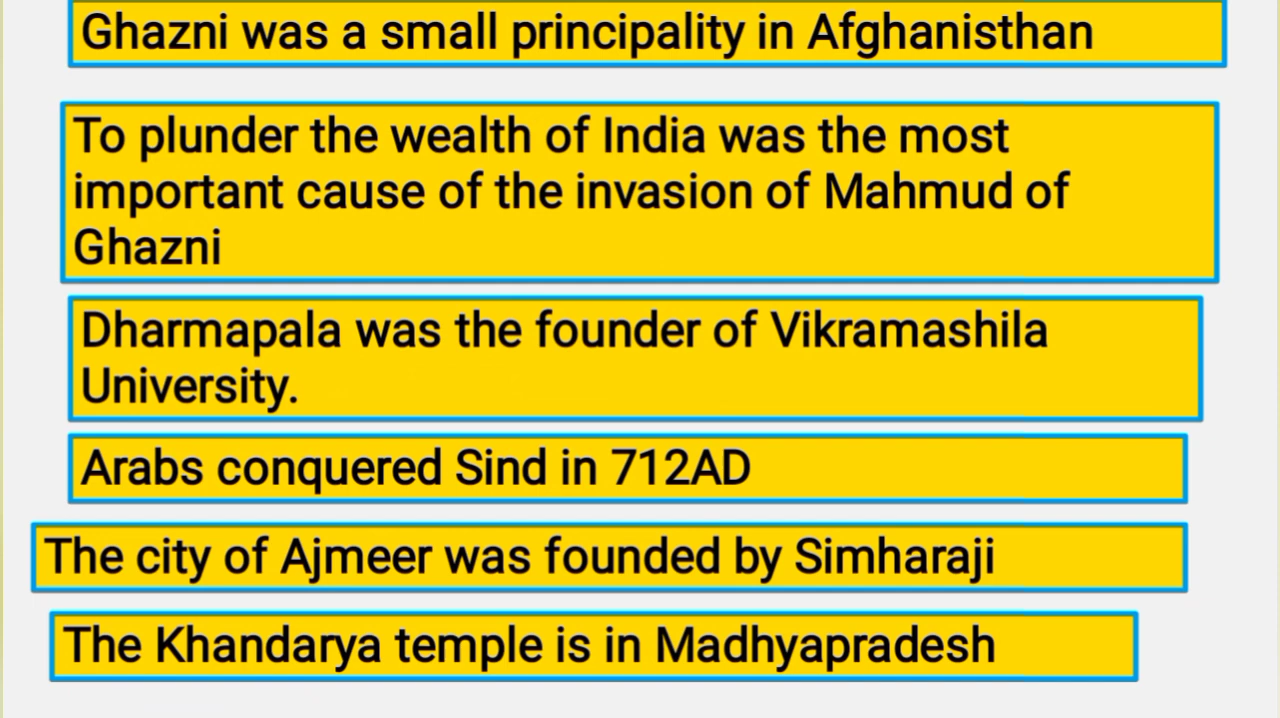 Ghazni was a small principality in Afghanisthan
To plunder the wealth of India was the most
important cause of the invasion of Mahmud of
Ghazni
Dharmapala was the founder of Vikramashila
University.
Arabs conquered Sind in 712AD
The city of Ajmeer was founded by Simharaji
The Khandarya temple is in Madhyapradesh